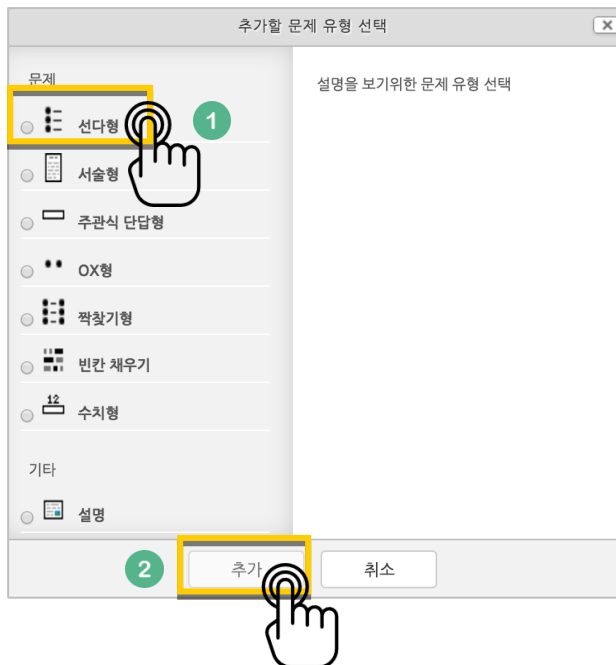 추가할 문제 유형 선택
x
문제
설명을 보기위한 문제 유형 선택
선다형
1
서술형
주관식 단답형
OX형
짝찾기형
빈칸 채우기
12
수치형
기타
설명
2
추가
취소